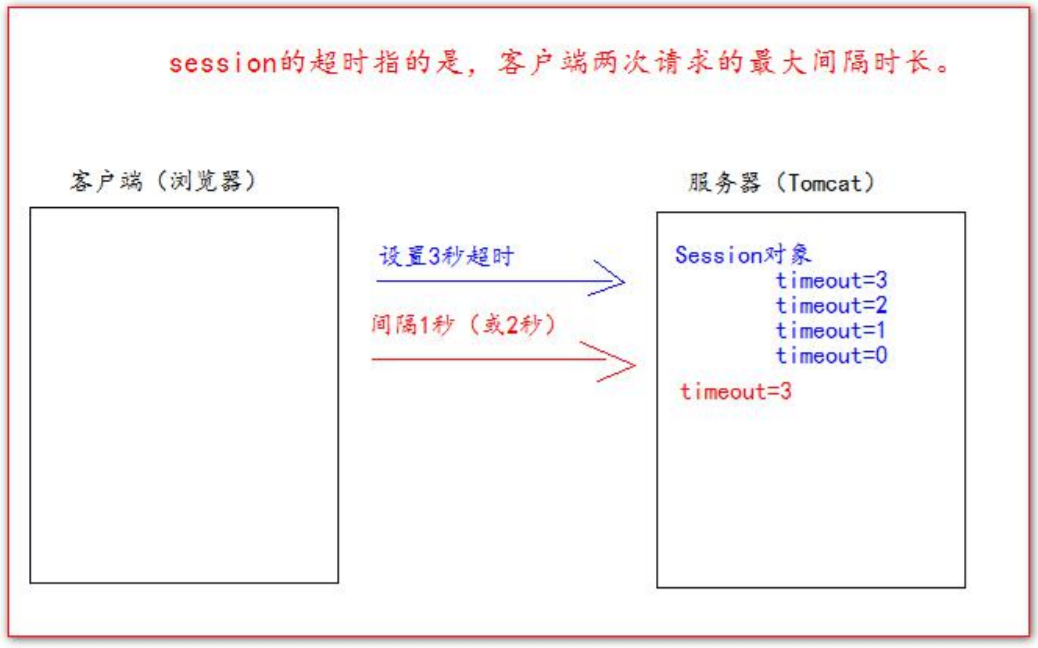 session的超时指的是，客户端两次请求的最大间隔时长。
客户端（浏览器）
服务器（Tomcat）
设置3秒超时
间隔1秒（或2秒）
Session对象
timeout=3
timeout=2
timeout=1
timeout=0
timeout=3